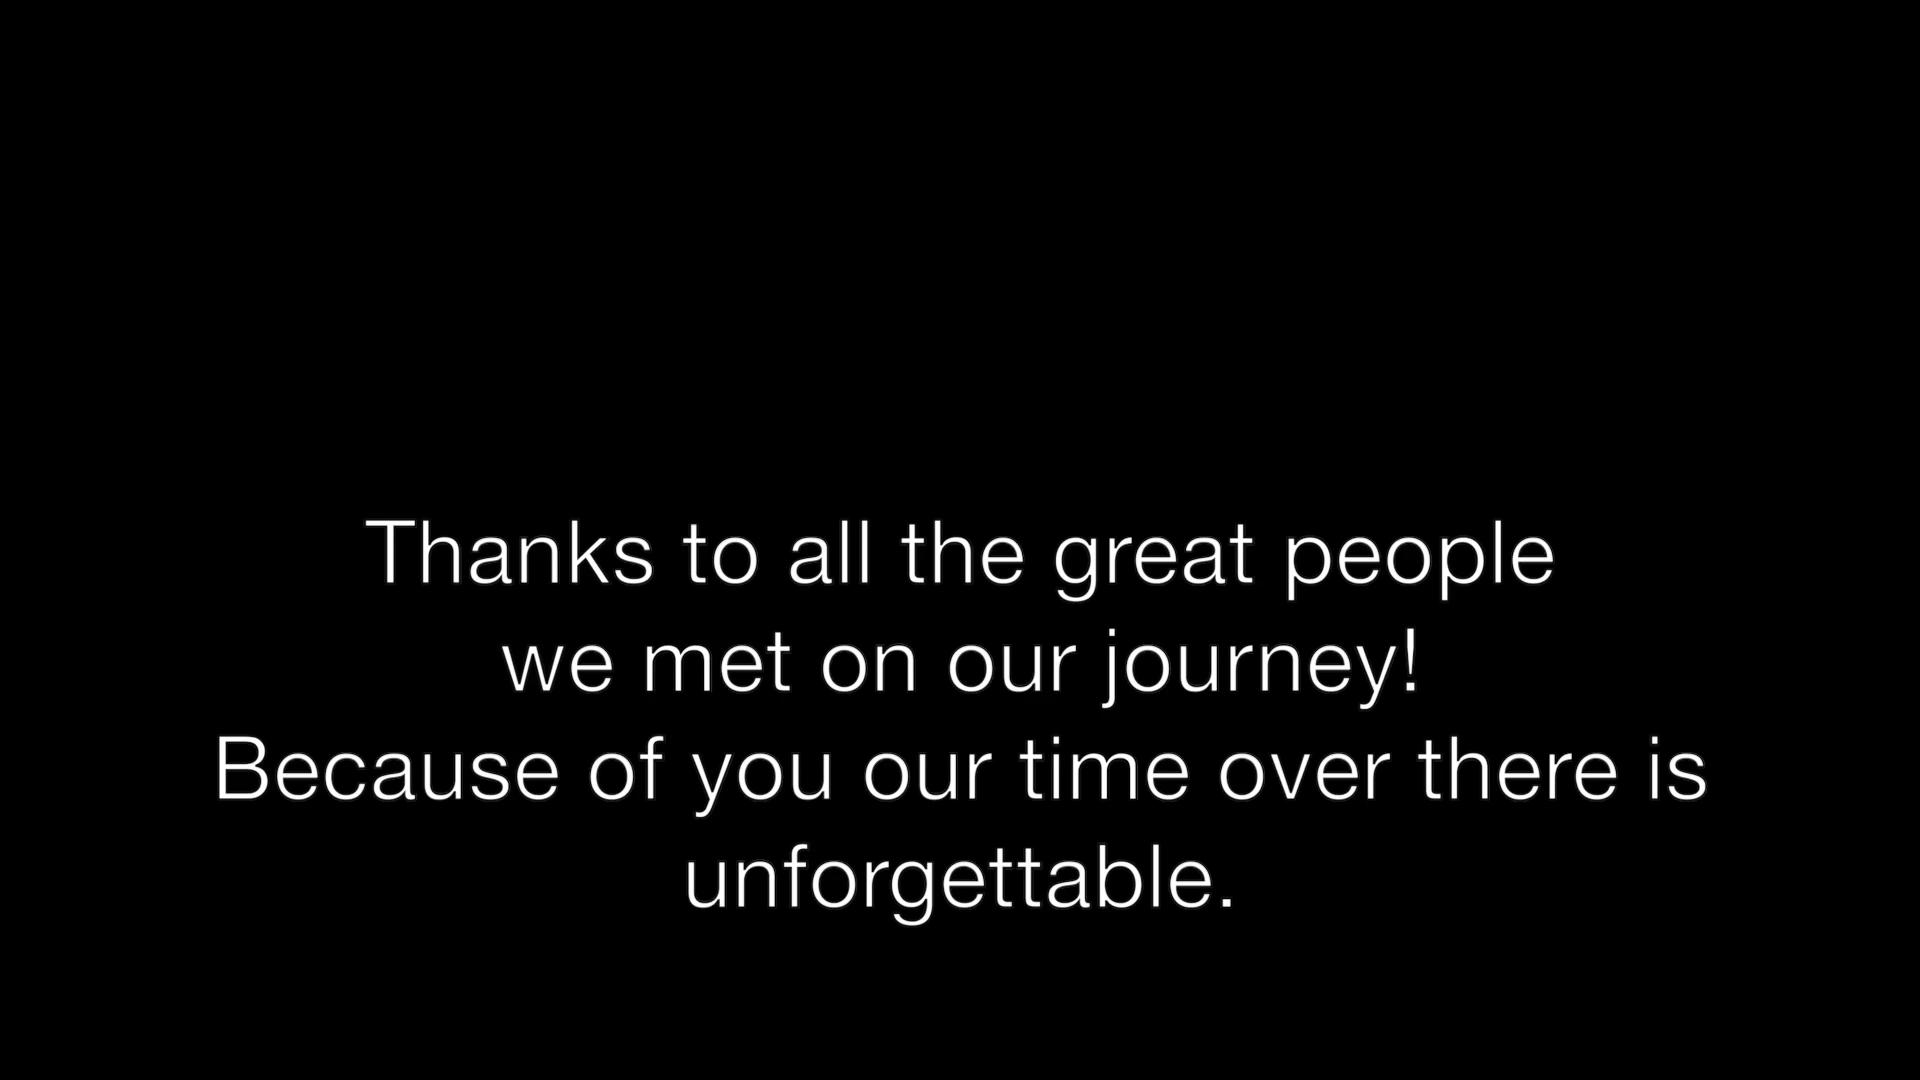 Thanks to all the great people
we met on our journey!
Because of you our time over there is
unforgettable.